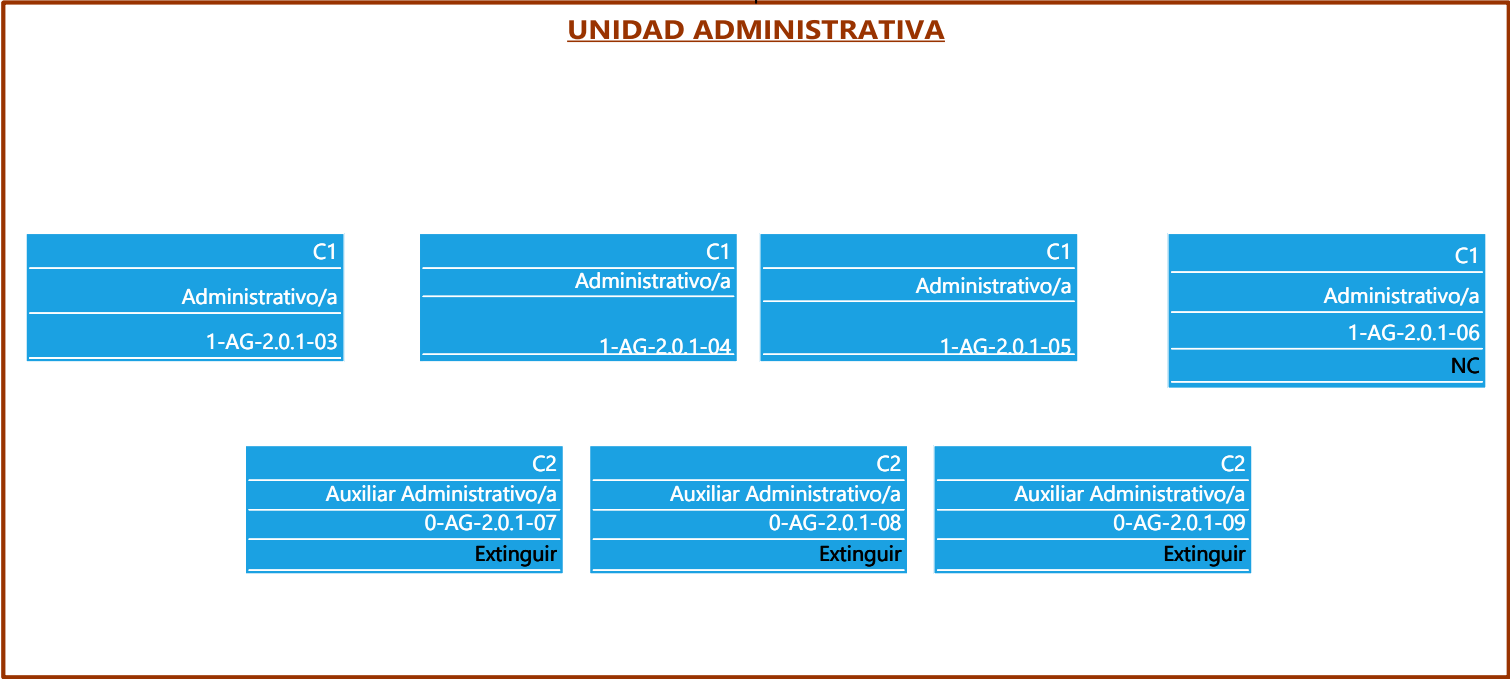 UNIDAD ADMINISTRATIVA
C1
Administrativo/a
1-AG-2.0.1-03
C1
Administrativo/a
1-AG-2.0.1-04
C1
Administrativo/a
1-AG-2.0.1-05
C1
Administrativo/a
1-AG-2.0.1-06
NC
C2
Auxiliar Administrativo/a
0-AG-2.0.1-07
Extinguir
C2
Auxiliar Administrativo/a
0-AG-2.0.1-08
Extinguir
C2
Auxiliar Administrativo/a
0-AG-2.0.1-09
Extinguir